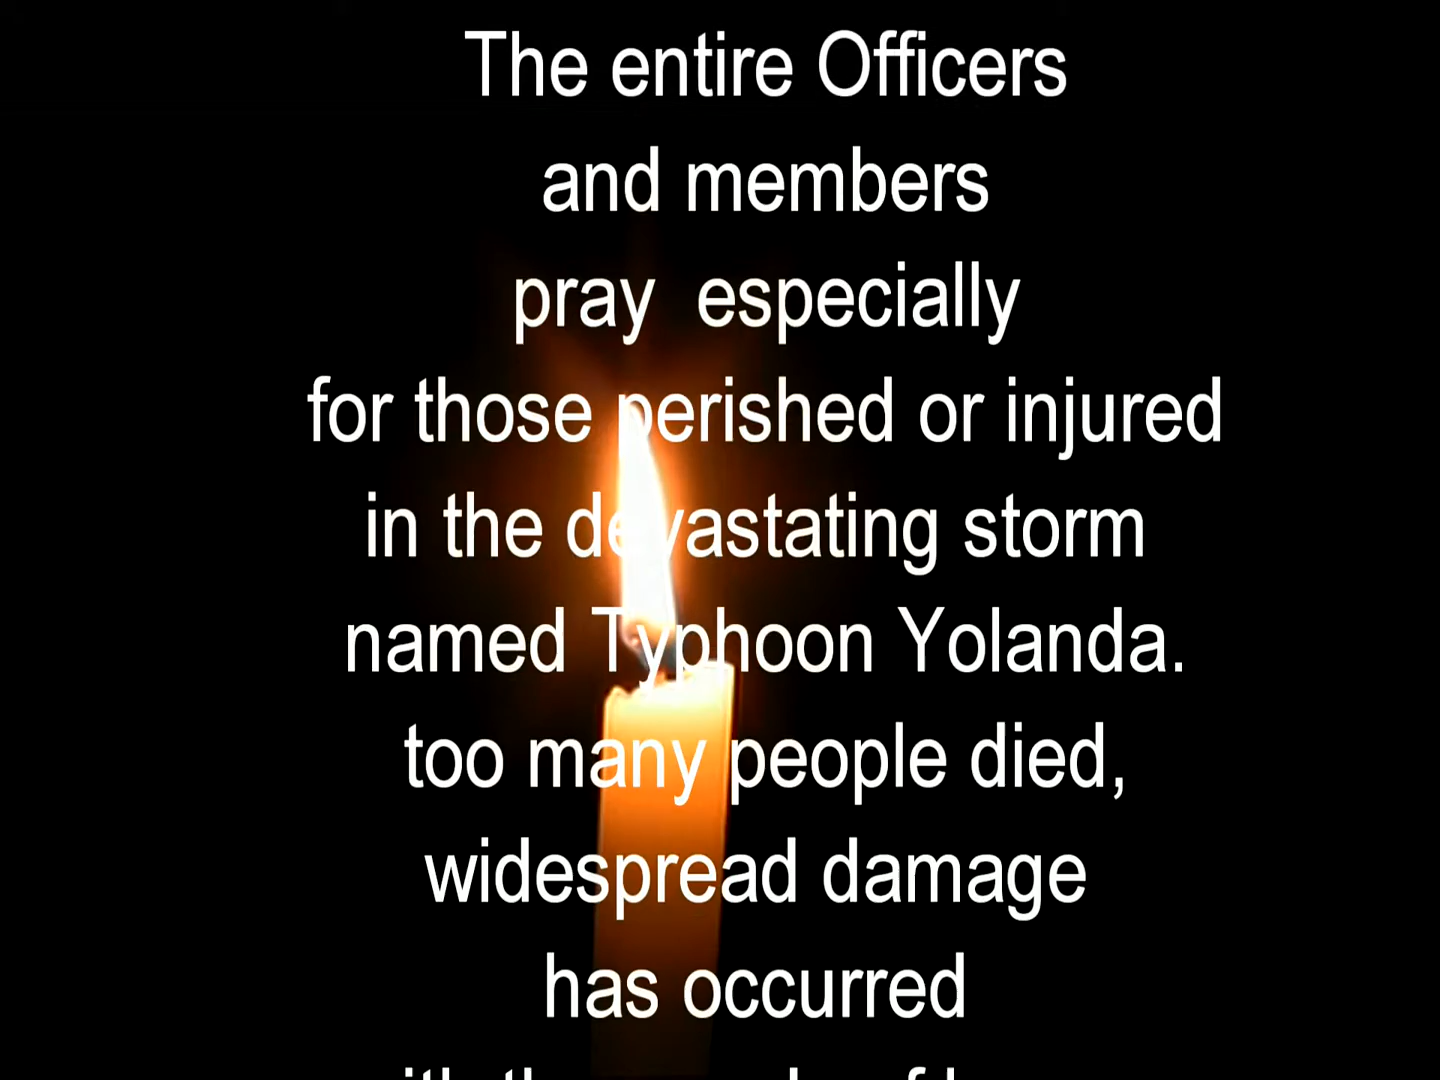 The entire Officers
and members
pray  especially
for those perished or injured
in the devastating storm
named Typhoon Yolanda.
too many people died,
widespread damage
has occurred